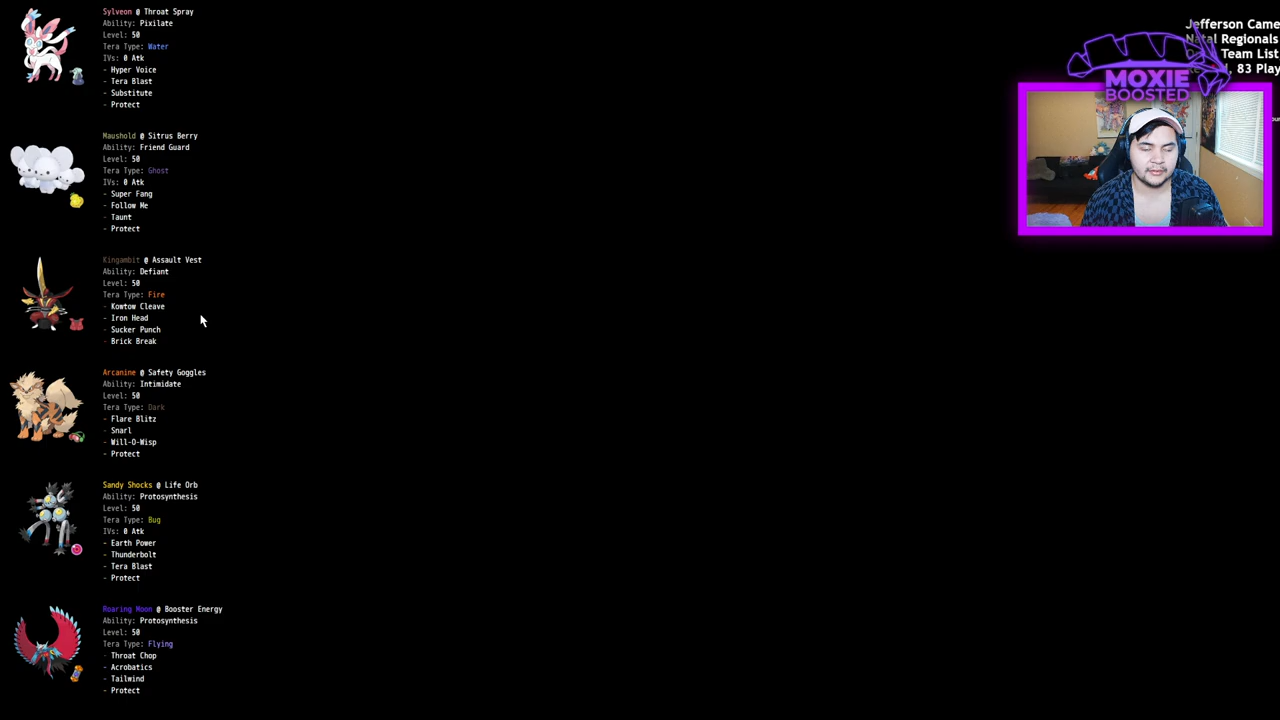 Sylveon @ Throat Spray
Ability: Pixilate
Level: 50
Tera Type: Water
IVs: 0 Atk
- Hyper Voice
- Tera Blast
- Substitute
- Protect
Maushold @ Sitrus Berry
Ability: Friend Guard
Level: 50
Tera Type: Ghost
IVs: 0 Atk
- Super Fang
- Follow Me
- Taunt
- Protect
Kingambit @ Assault Vest
Ability: Defiant
Level: 50
Tera Type: Fire
- Kowtow Cleave
- Iron Head
- Sucker Punch
- Brick Break
Arcanine @ Safety Goggles
Ability: Intimidate
Level: 50
Tera Type: Dark
- Flare Blitz
- Snarl
- Will-O-Wisp
- Protect
Sandy Shocks @ Life Orb
Ability: Protosynthesis
Level: 50
Tera Type: Bug
IVs: 0 Atk
- Earth Power
- Thunderbolt
- Tera Blast
- Protect
Roaring Moon @ Booster Energy
Ability: Protosynthesis
Level: 50
Tera Type: Flying
- Throat Chop
- Acrobatics
- Tailwind
- Protect
Jefferson Came
Natal Regionals
Team List
, 83 Play
MOXIE
BOOSTED